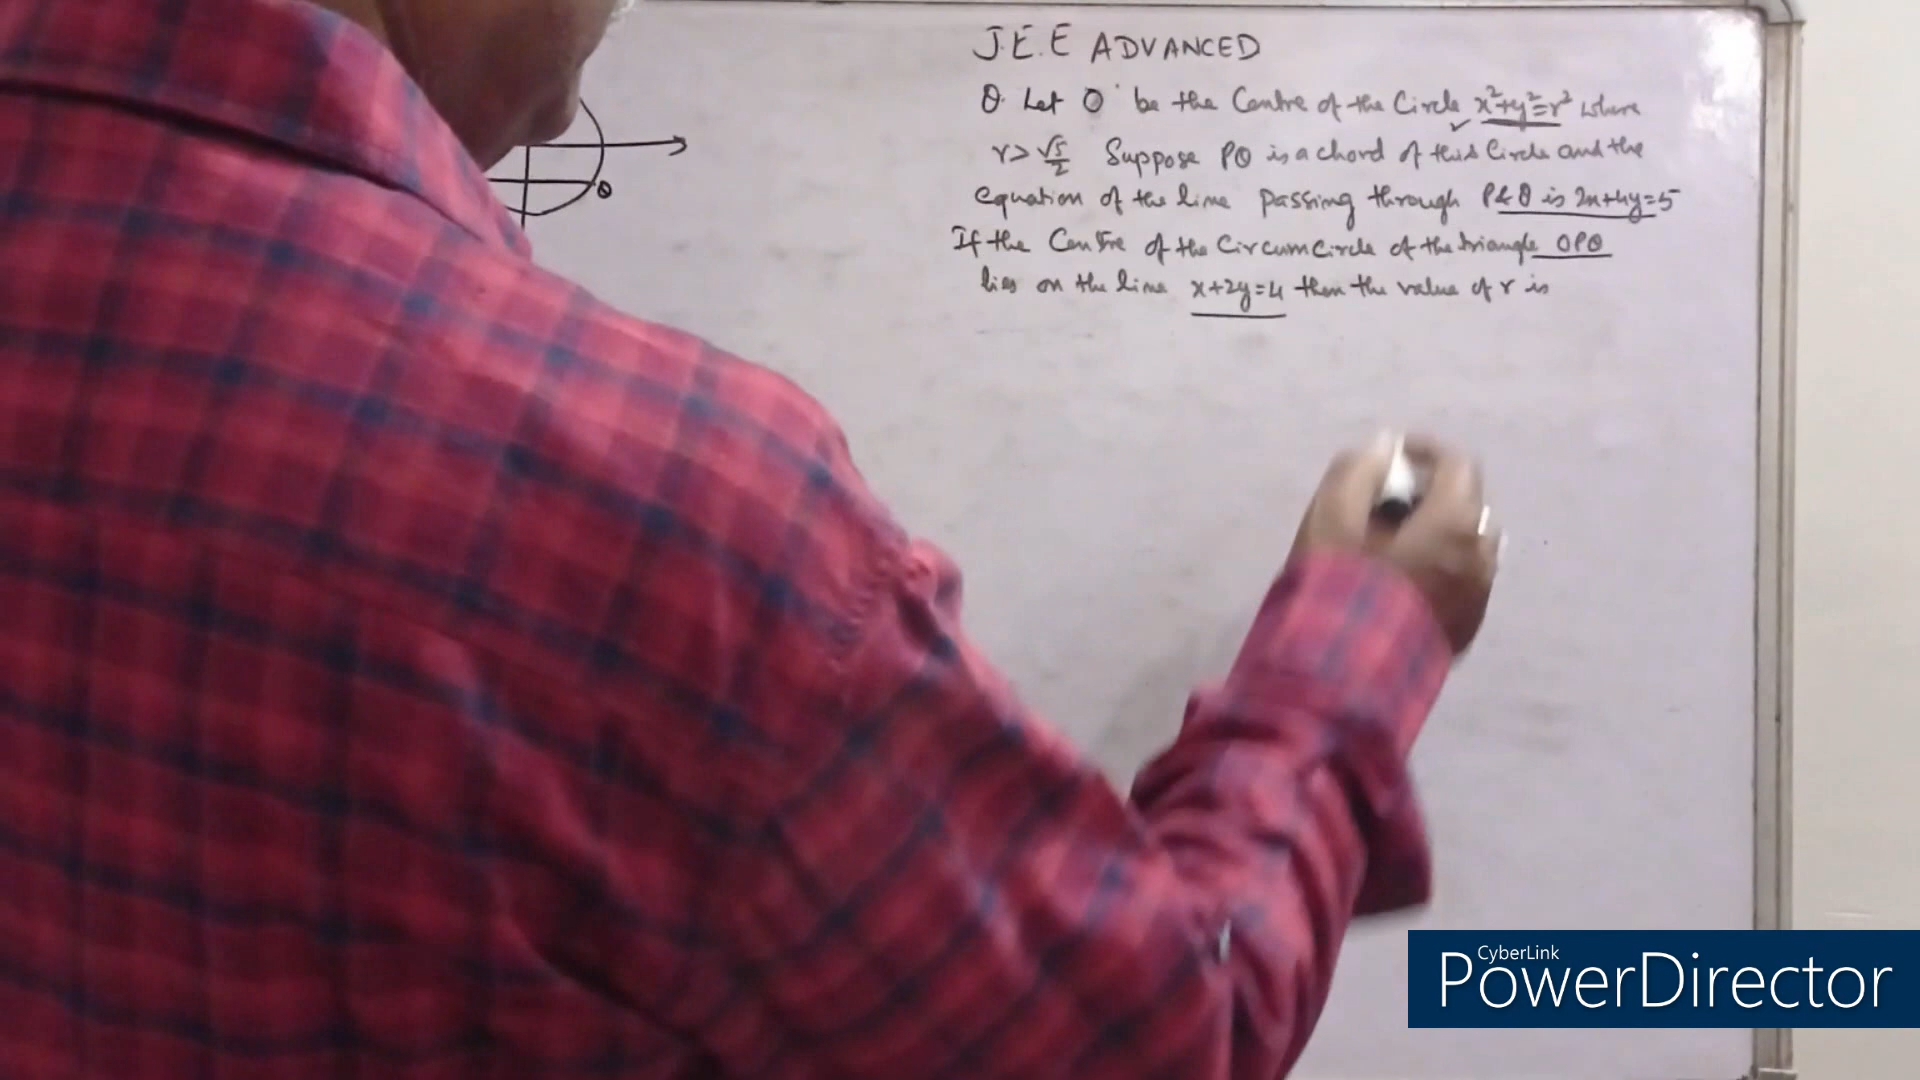 J.E.E ADVANCED
Q. Let O be the Centre of the Circle x²+y²=r² where
r > √5/2 Suppose PQ is a chord of this Circle and the
equation of the line passing through P & Q is 2x+4y=5
If the Centre of the Circumcircle of the triangle OPQ
lies on the line x+2y=4 then the value of r is
Q
CyberLink
PowerDirector